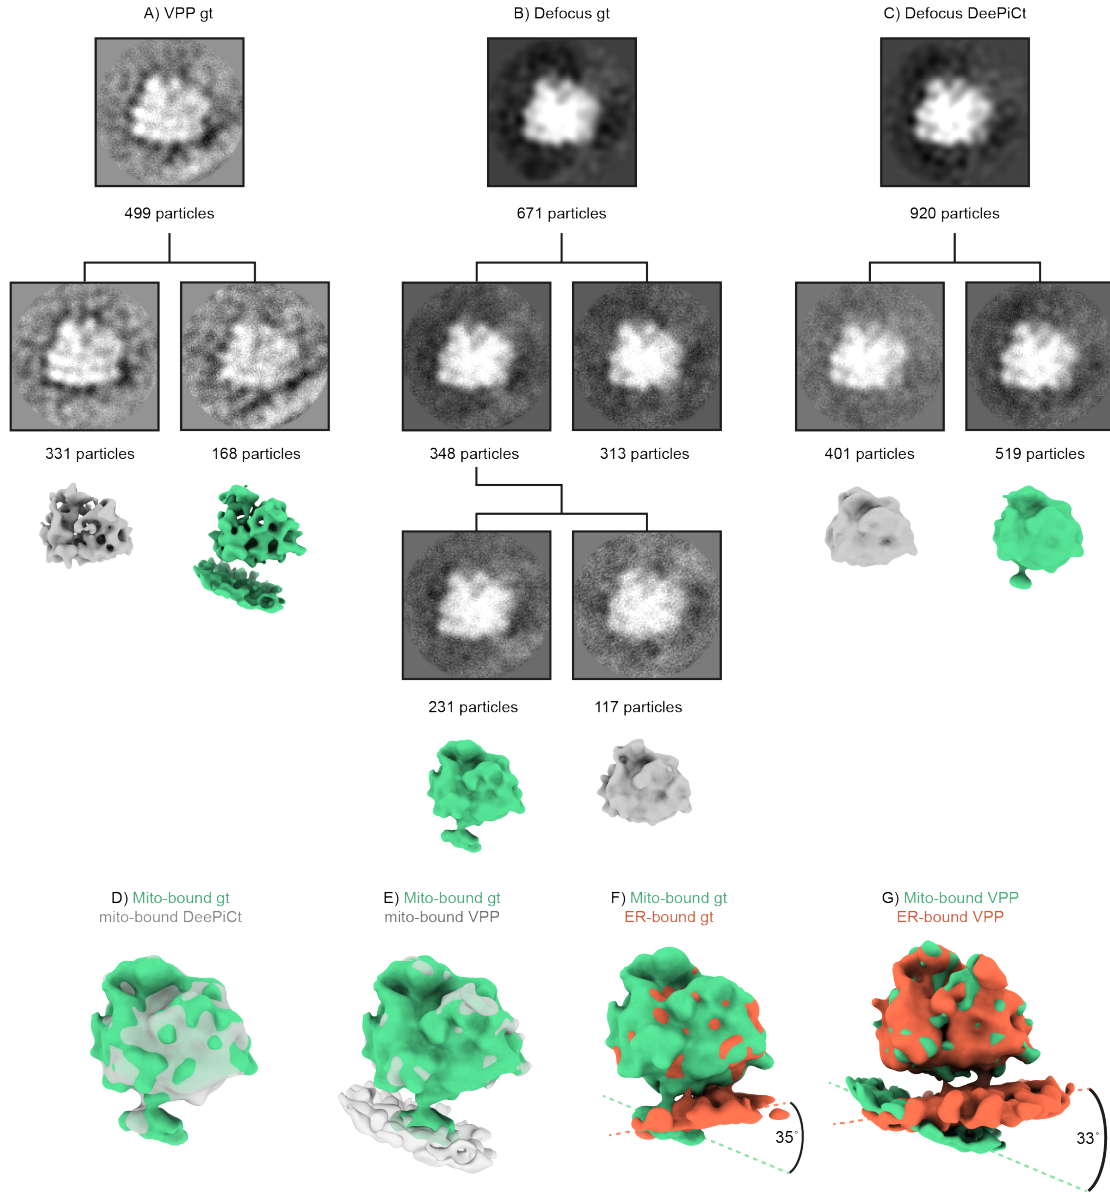 A) VPP gt
B) Defocus gt
C) Defocus DeePiCt
499 particles
671 particles
920 particles
331 particles
168 particles
348 particles
313 particles
401 particles
519 particles
231 particles
117 particles
D) Mito-bound gt
mito-bound DeePiCt
E) Mito-bound gt
mito-bound VPP
F) Mito-bound gt
ER-bound gt
G) Mito-bound VPP
ER-bound VPP
35°
33°